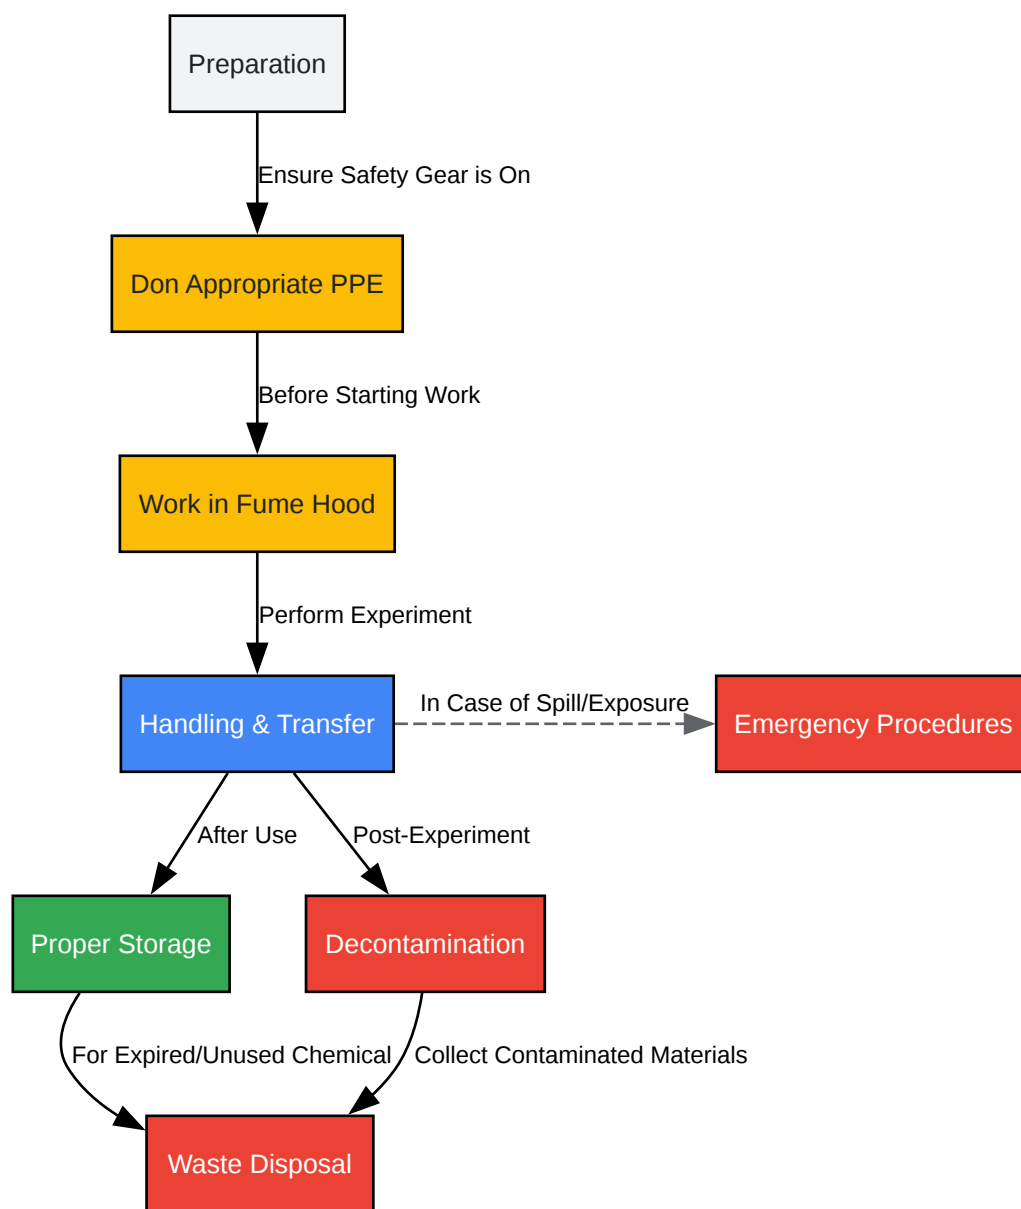 Preparation
Ensure Safety Gear is On
Don Appropriate PPE
Before Starting Work
Work in Fume Hood
Perform Experiment
In Case of Spill/Exposure
Handling & Transfer
Emergency Procedures
After Use
Post-Experiment
Proper Storage
Decontamination
For Expired/Unused Chemical
Collect Contaminated Materials
Waste Disposal